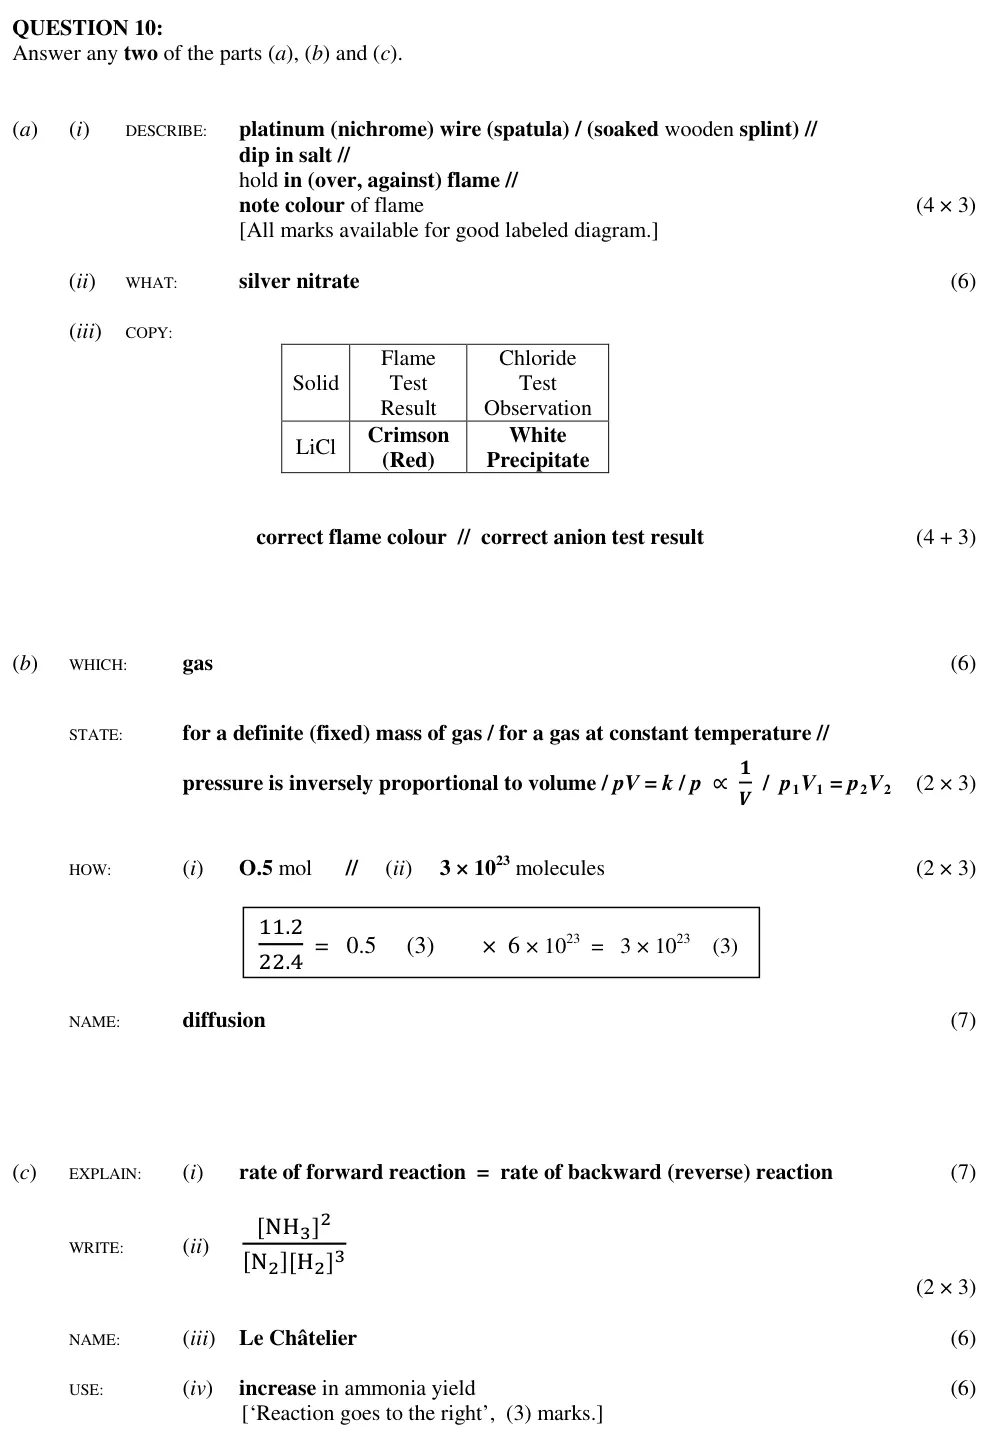 QUESTION 10:
Answer any two of the parts (a), (b) and (c).
(a) (i) DESCRIBE: platinum (nichrome) wire (spatula) / (soaked wooden splint) //
dip in salt //
hold in (over, against) flame //
note colour of flame (4 × 3)
[All marks available for good labeled diagram.]
(ii) WHAT: silver nitrate (6)
(iii) COPY:
Solid Flame Test Result Chloride Test Observation
LiCl Crimson (Red) White Precipitate
correct flame colour // correct anion test result (4 + 3)
(b) WHICH: gas (6)
STATE: for a definite (fixed) mass of gas / for a gas at constant temperature //
pressure is inversely proportional to volume / pV = k / p ∝ 1/V / p₁V₁ = p₂V₂ (2 × 3)
HOW: (i) O.5 mol // (ii) 3 × 10²³ molecules (2 × 3)
11.2/22.4 = 0.5 (3) × 6 × 10²³ = 3 × 10²³ (3)
NAME: diffusion (7)
(c) EXPLAIN: (i) rate of forward reaction = rate of backward (reverse) reaction (7)
WRITE: (ii) [NH₃]²/[N₂][H₂]³
(2 × 3)
NAME: (iii) Le Châtelier (6)
USE: (iv) increase in ammonia yield (6)
[‘Reaction goes to the right’, (3) marks.]